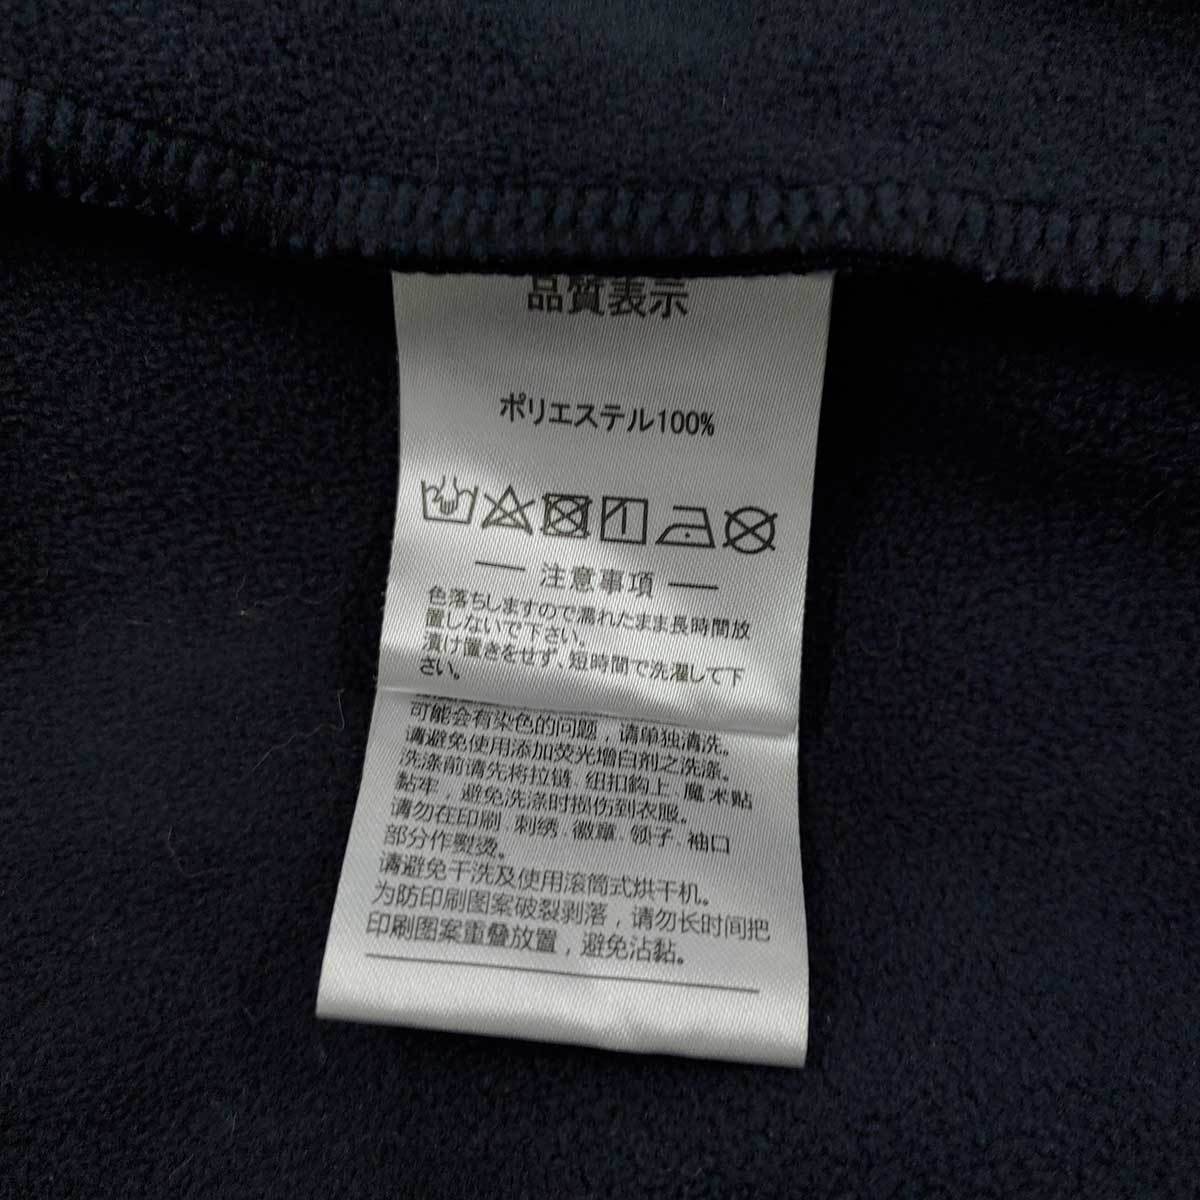 品質表示
ポリエステル100%
注意事項
色落ちしますので濡れたまま長時間放
置しないで下さい。
漬け置きをせず、短時間で洗濯して下
さい。
可能会有染色的问题，请单独清洗。
请避免使用添加荧光增白剂之洗涤。
洗涤前请先将拉链、纽扣鈎上、魔术贴
黏牢，避免洗涤时损伤到衣服。
请勿在印刷、刺绣、徽章、领子、袖口
部分作熨烫。
请避免干洗及使用滚筒式烘干机。
为防印刷图案破裂剥落，请勿长时间把
印刷图案重叠放置，避免沾黏。